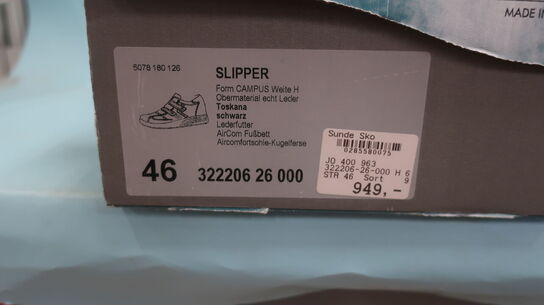 MADE IN
5078 180 126
SLIPPER
Form CAMPUS Weite H
Obermaterial echt Leder
Toskana
schwarz
Lederfutter
AirCom Fußbett
Aircomfortsohle-Kugelferse
46 322206 26 000
Sunde Sko
0285580075
JO 400 963
322206-26-000 H 6
STR 46 Sort 9
949,-